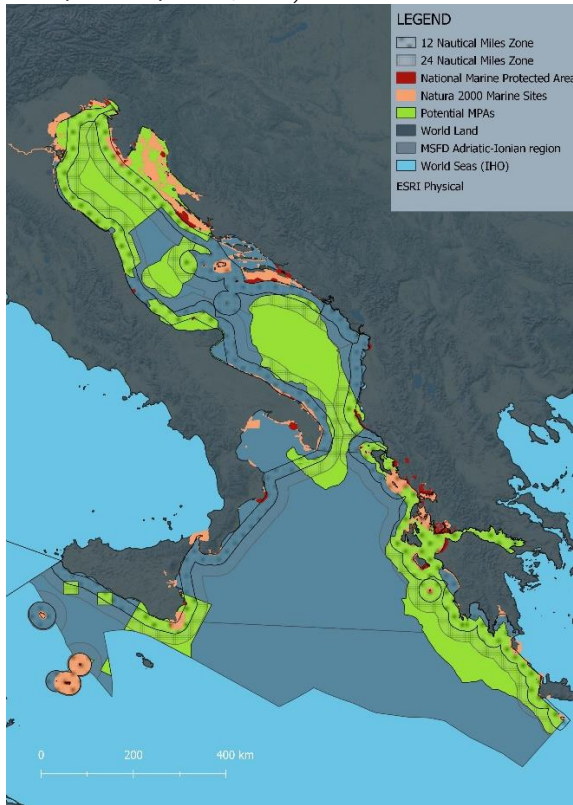 LEGEND
12 Nautical Miles Zone
24 Nautical Miles Zone
National Marine Protected Area
Natura 2000 Marine Sites
Potential MPAs
World Land
MSFD Adriatic-Ionian region
World Seas (IHO)
ESRI Physical
0 200 400 km